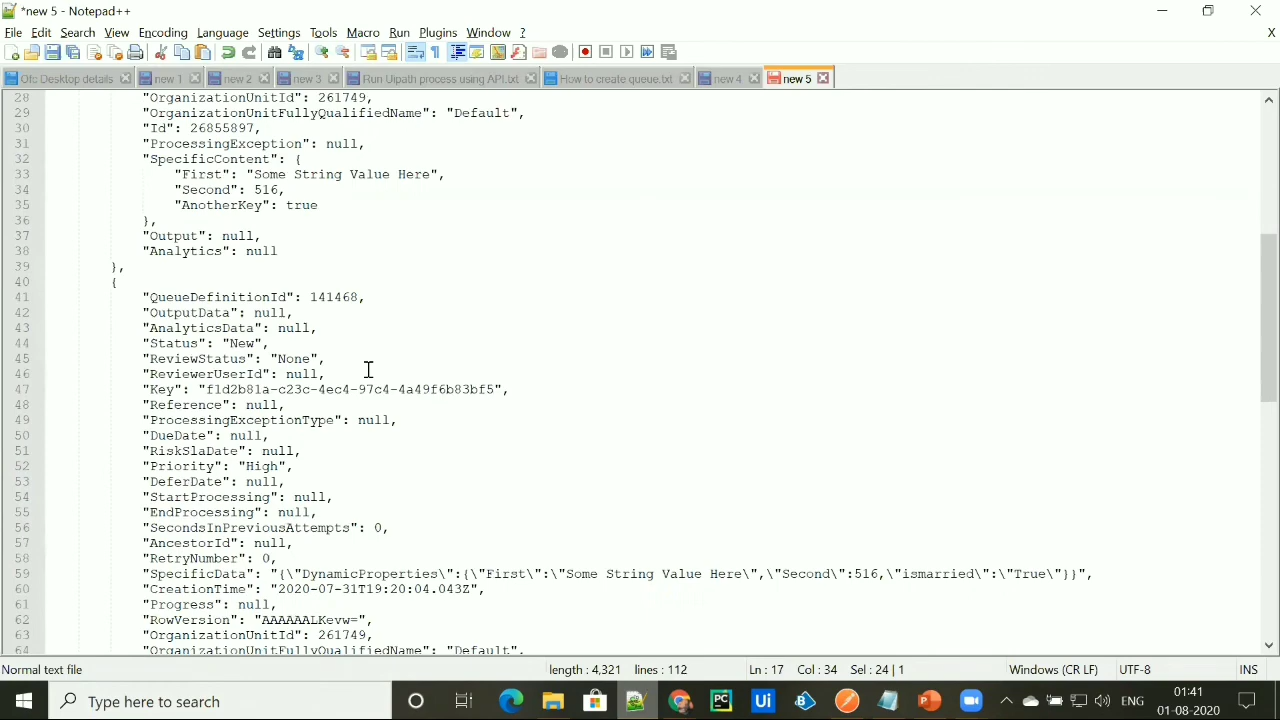 *new 5 - Notepad++
File Edit Search View Encoding Language Settings Tools Macro Run Plugins Window ? X
Ofc Desktop details new 1 new 2 new 3 Run Uipath process using API.txt How to create queue.txt new 4 new 5
28 "OrganizationUnitId": 261749,
29 "OrganizationUnitFullyQualifiedName": "Default",
30 "Id": 26855897,
31 "ProcessingException": null,
32 "SpecificContent": {
33 "First": "Some String Value Here",
34 "Second": 516,
35 "AnotherKey": true
36 },
37 "Output": null,
38 "Analytics": null
39 },
40 {
41 "QueueDefinitionId": 141468,
42 "OutputData": null,
43 "AnalyticsData": null,
44 "Status": "New",
45 "ReviewStatus": "None",
46 "ReviewerUserId": null,
47 "Key": "f1d2b81a-c23c-4ec4-97c4-4a49f6b83bf5",
48 "Reference": null,
49 "ProcessingExceptionType": null,
50 "DueDate": null,
51 "RiskSlaDate": null,
52 "Priority": "High",
53 "DeferDate": null,
54 "StartProcessing": null,
55 "EndProcessing": null,
56 "SecondsInPreviousAttempts": 0,
57 "AncestorId": null,
58 "RetryNumber": 0,
59 "SpecificData": "{\"DynamicProperties\":{\"First\":\"Some String Value Here\",\"Second\":516,\"ismarried\":\"True\"}}",
60 "CreationTime": "2020-07-31T19:20:04.043Z",
61 "Progress": null,
62 "RowVersion": "AAAAAALKevw=",
63 "OrganizationUnitId": 261749,
64 "OrganizationUnitFullyQualifiedName": "Default",
Normal text file length : 4,321 lines : 112 Ln : 17 Col : 34 Sel : 24 | 1 Windows (CR LF) UTF-8 INS
Type here to search ENG 01:41
01-08-2020